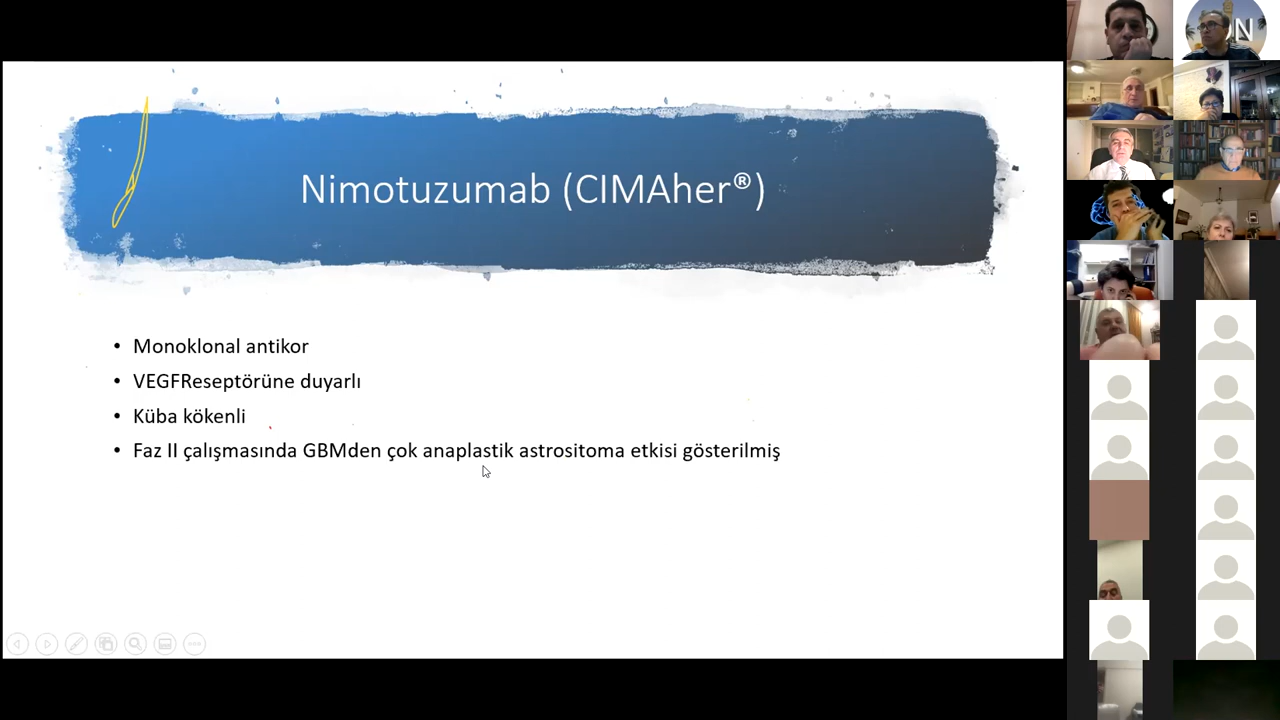 Nimotuzumab (CIMAher®)
• Monoklonal antikor
• VEGFReseptörüne duyarlı
• Küba kökenli
• Faz II çalışmasında GBMden çok anaplastik astrositoma etkisi gösterilmiş
N